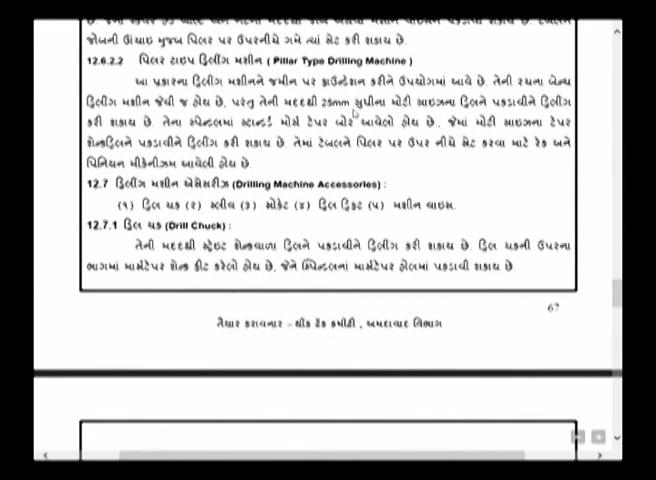 જોબની ઊંચાઇ મુજબ પિલર પર ઉપરનીચે ગમે ત્યાં સેટ કરી શકાય છે.
12.6.2.2 પિલર ટાઇપ ડ્રિલીંગ મશીન ( Pillar Type Drilling Machine )
આ પ્રકારના ડ્રિલીંગ મશીનને જમીન પર ફાઉન્ડેશન કરીને ઉપયોગમાં આવે છે. તેની રચના બેન્ચ
ડ્રિલીંગ મશીન જેવી જ હોય છે, પરંતુ તેની મદદથી 25mm સુધીના મોટી સાઇઝના ડ્રિલને પકડાવીને ડ્રિલીંગ
કરી શકાય છે. તેના સ્પિન્ડલમાં સ્ટાન્ડર્ડ મોર્સ ટેપર બોર આવેલો હોય છે, જેમાં મોટી સાઇઝના ટેપર
શેન્કડ્રિલને પકડાવીને ડ્રિલીંગ કરી શકાય છે. તેમાં ટેબલને પિલર પર ઉપર નીચે સેટ કરવા માટે રેક અને
પિનિયન મીકેનીઝમ આવેલી હોય છે.
12.7 ડ્રિલીંગ મશીન એસેસરીઝ (Drilling Machine Accessories) :
(૧) ડ્રિલ ચક (૨) સ્લીવ (૩) સોકેટ (૪) ડ્રિલ ડ્રિફ્ટ (૫) મશીન વાઇસ.
12.7.1 ડ્રિલ ચક (Drill Chuck) :
તેની મદદથી સ્ટ્રેઇટ શેન્કવાળા ડ્રિલને પકડાવીને ડ્રિલીંગ કરી શકાય છે. ડ્રિલ ચકની ઉપરના
ભાગમાં માર્સટેપર શેન્ક ફીટ કરેલો હોય છે, જેને સ્પિન્ડલનાં માર્સટેપર હોલમાં પકડાવી શકાય છે.
67
તૈયાર કરાવનાર - થીંક ટેંક કમીટી, અમદાવાદ વિભાગ